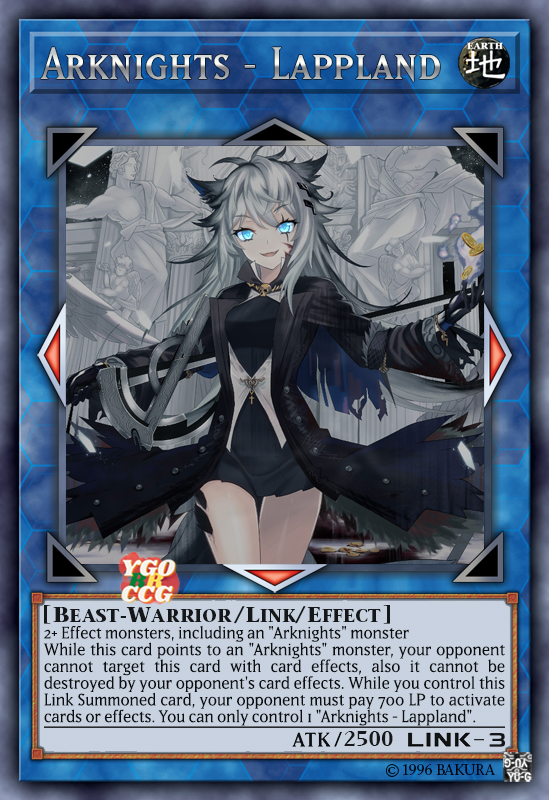 Arknights - Lappland
EARTH
地
YGO
CCG
[Beast-Warrior/Link/Effect]
2+ Effect monsters, including an "Arknights" monster
While this card points to an "Arknights" monster, your opponent
cannot target this card with card effects, also it cannot be
destroyed by your opponent's card effects. While you control this
Link Summoned card, your opponent must pay 700 LP to activate
cards or effects. You can only control 1 "Arknights - Lappland".
ATK/2500 LINK-3
© 1996 BAKURA